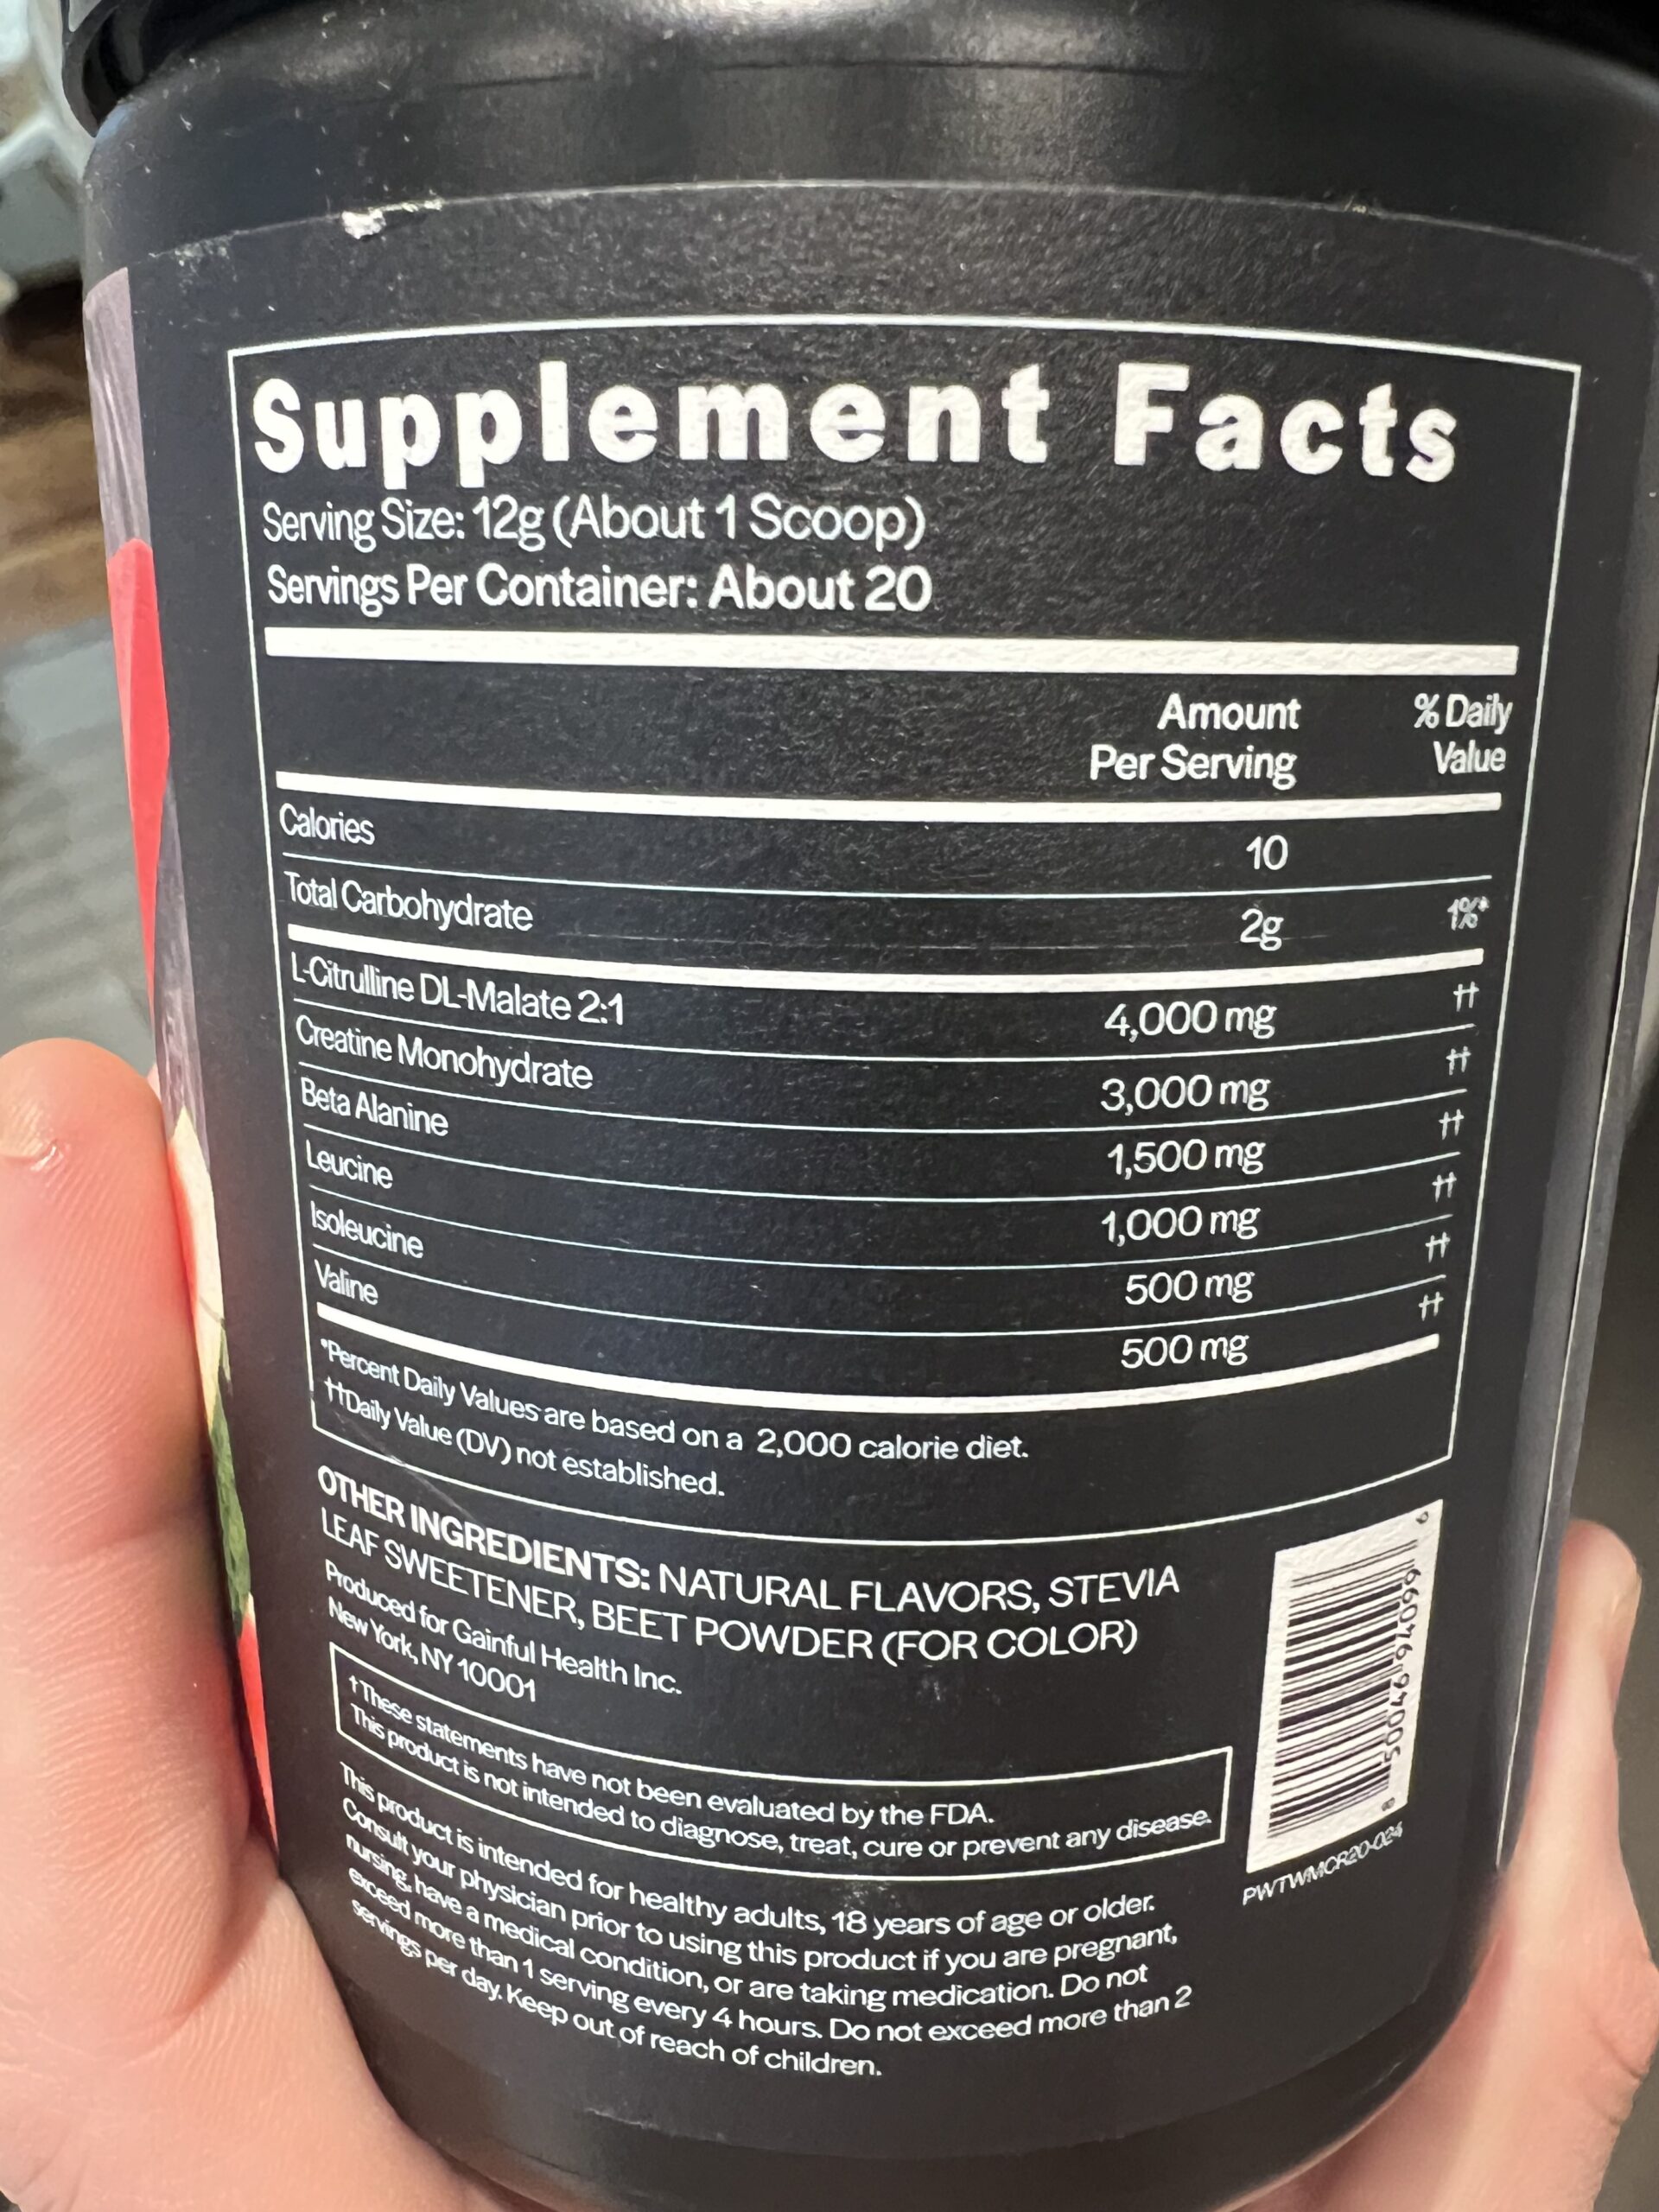 Supplement Facts
Serving Size: 12g (About 1 Scoop)
Servings Per Container: About 20
Amount Per Serving % Daily Value
Calories 10
Total Carbohydrate 2g 1%*
L-Citrulline DL-Malate 2:1 4,000 mg ††
Creatine Monohydrate 3,000 mg ††
Beta Alanine 1,500 mg ††
Leucine 1,000 mg ††
Isoleucine 500 mg ††
Valine 500 mg ††
*Percent Daily Values are based on a 2,000 calorie diet.
††Daily Value (DV) not established.
OTHER INGREDIENTS: NATURAL FLAVORS, STEVIA
LEAF SWEETENER, BEET POWDER (FOR COLOR)
Produced for Gainful Health Inc.
New York, NY 10001
†These statements have not been evaluated by the FDA.
This product is not intended to diagnose, treat, cure or prevent any disease.
This product is intended for healthy adults, 18 years of age or older.
Consult your physician prior to using this product if you are pregnant,
nursing, have a medical condition, or are taking medication. Do not
exceed more than 1 serving every 4 hours. Do not exceed more than 2
servings per day. Keep out of reach of children.
8 50046 94099 6
PWTWMCR20-024